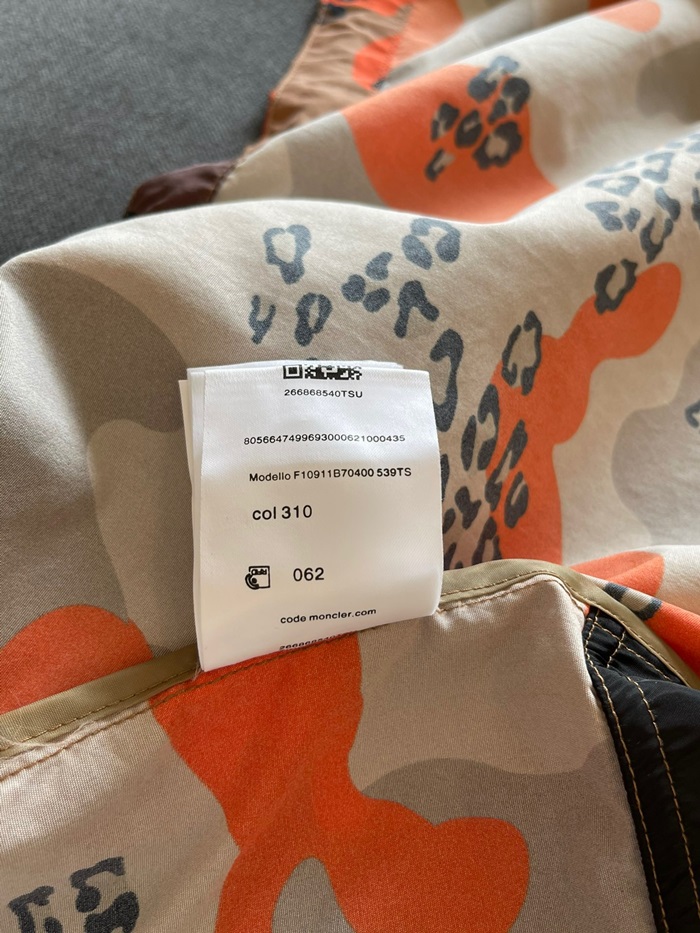 266868540TSU
8056647499693000621000435
Modello F10911B70400 539TS
col 310
062
code moncler.com